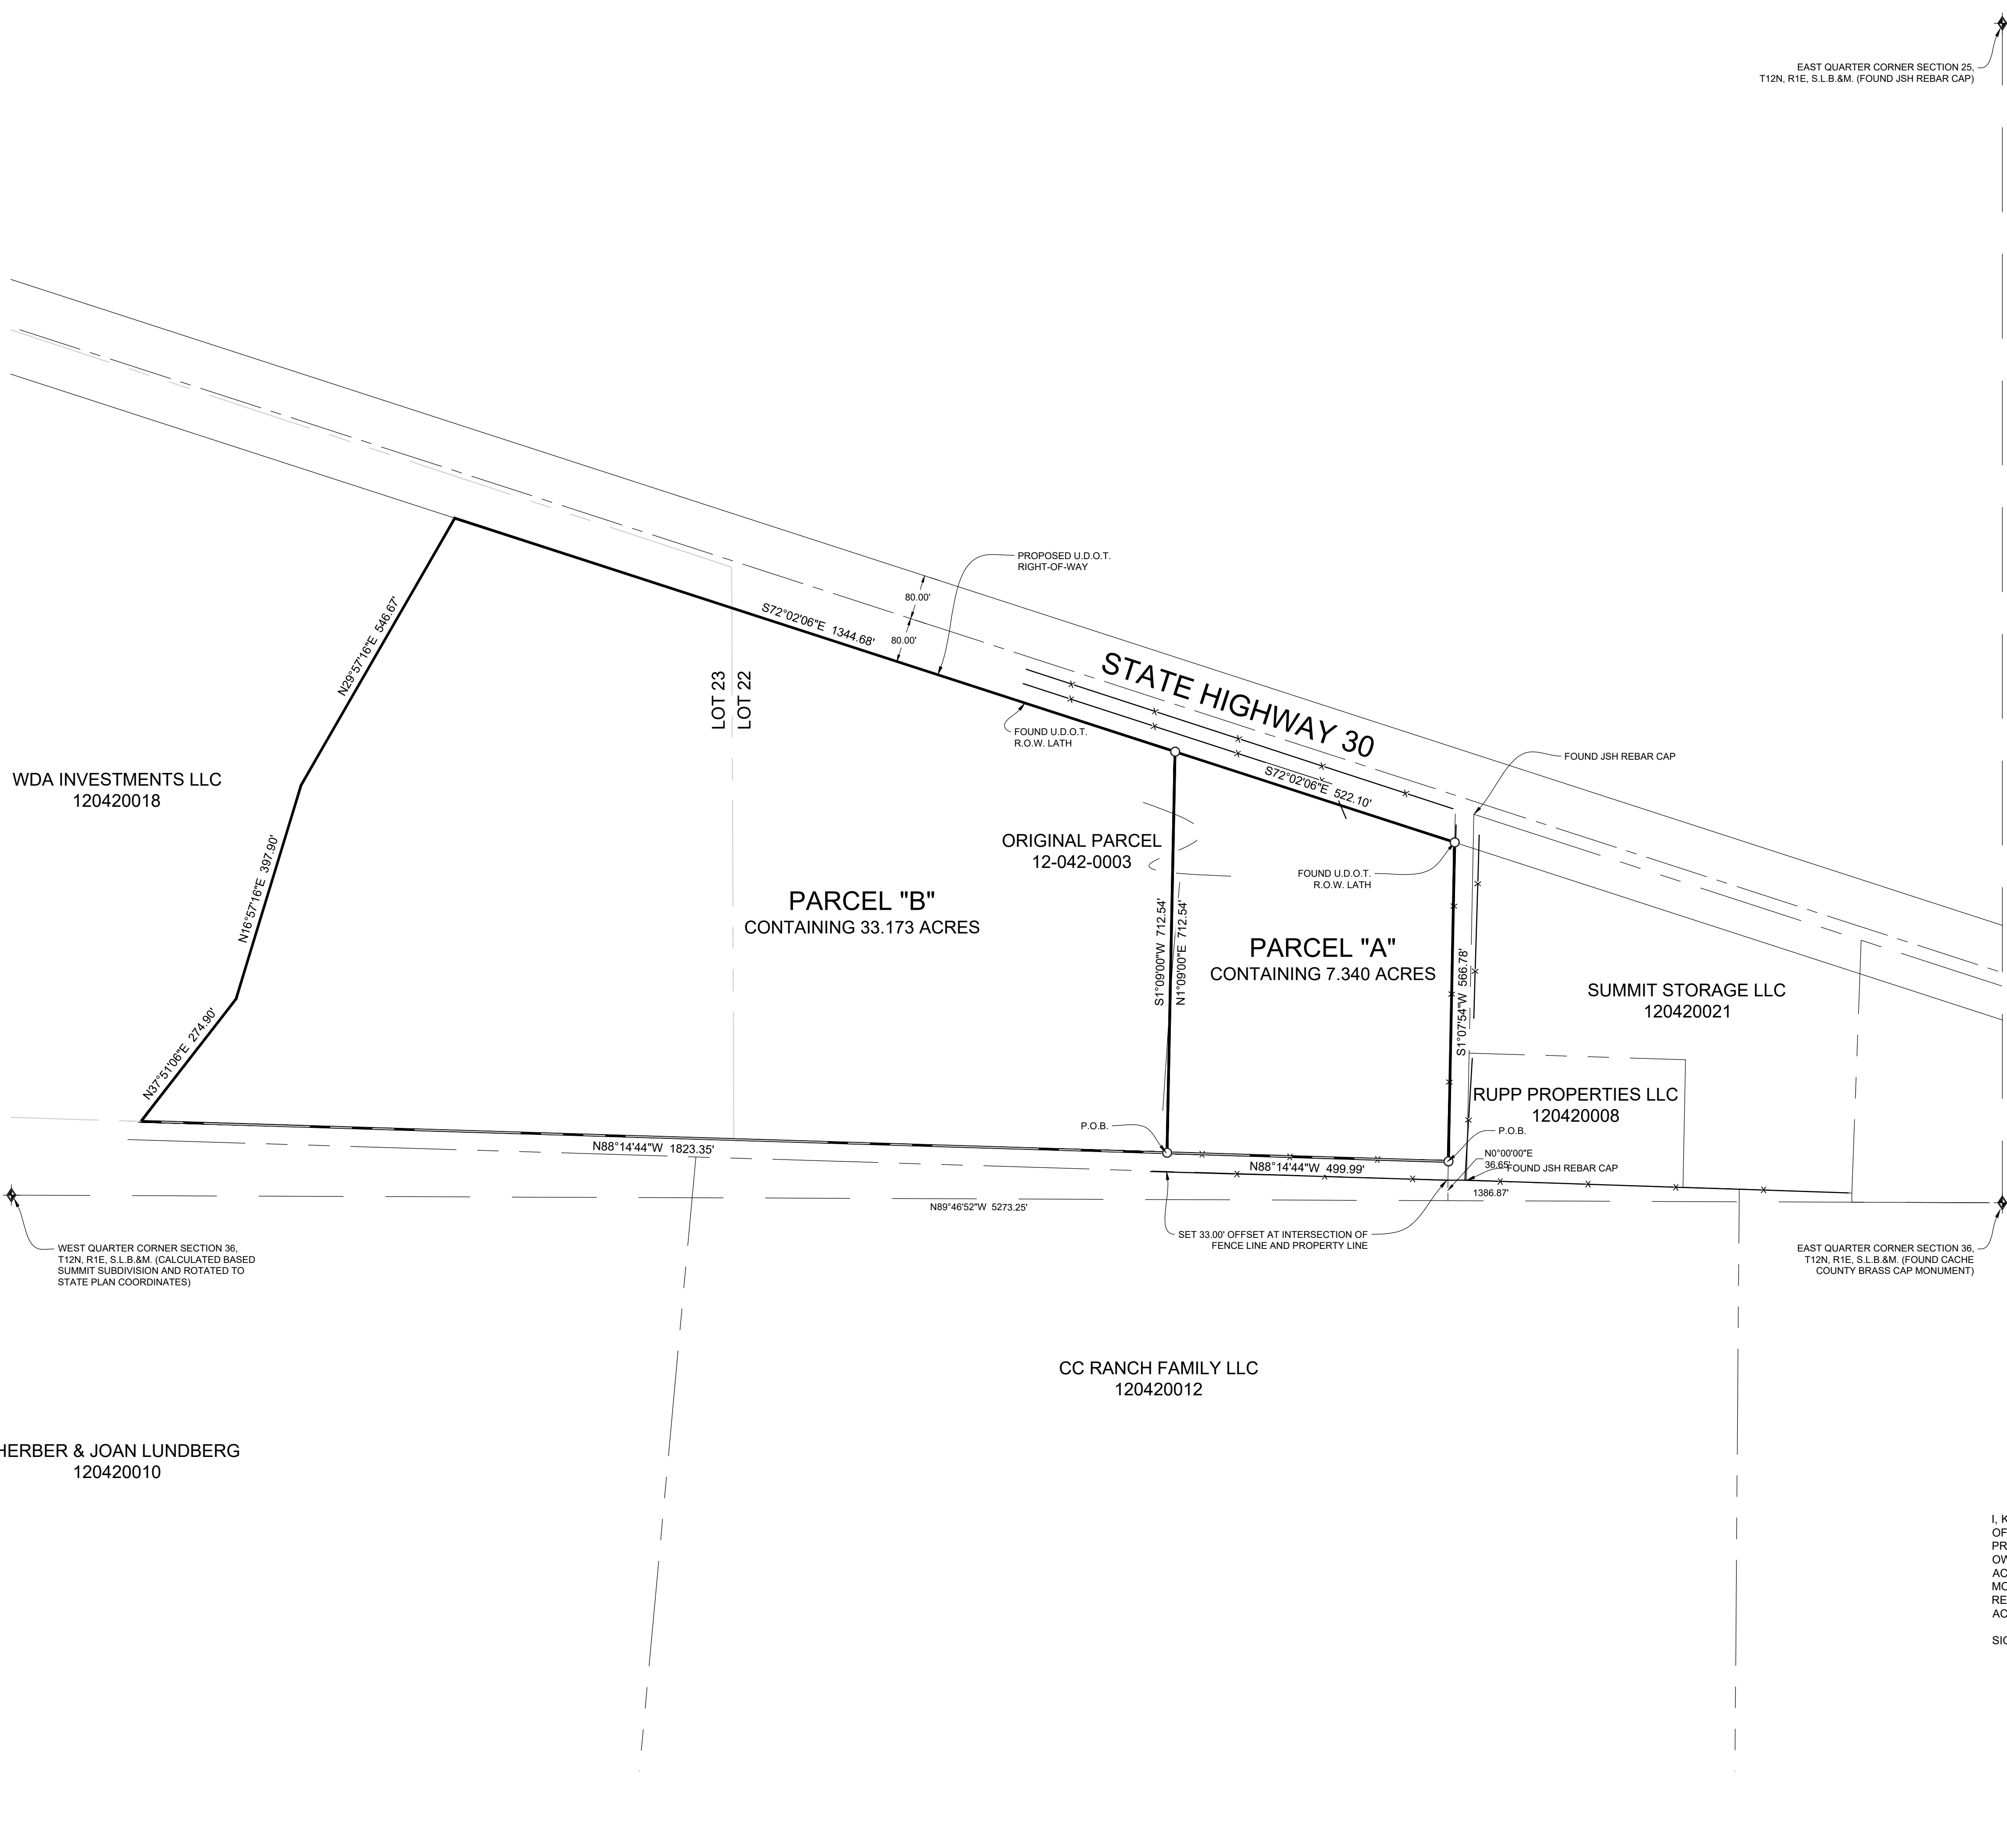 EAST QUARTER CORNER SECTION 25,
T12N, R1E, S.L.B.&M. (FOUND JSH REBAR CAP)
PROPOSED U.D.O.T.
RIGHT-OF-WAY
80.00'
80.00'
N29°57'16"E 546.67'
S72°02'06"E 1344.68'
LOT 23
LOT 22
STATE HIGHWAY 30
FOUND U.D.O.T.
R.O.W. LATH
FOUND JSH REBAR CAP
WDA INVESTMENTS LLC
120420018
S72°02'06"E 522.10'
ORIGINAL PARCEL
12-042-0003
FOUND U.D.O.T.
R.O.W. LATH
N16°57'16"E 397.90'
PARCEL "B"
CONTAINING 33.173 ACRES
S1°09'00"W 712.54'
N1°09'00"E 712.54'
PARCEL "A"
CONTAINING 7.340 ACRES
S1°07'54"W 566.78'
SUMMIT STORAGE LLC
120420021
N37°51'06"E 274.90'
RUPP PROPERTIES LLC
120420008
P.O.B.
P.O.B.
N88°14'44"W 1823.35'
N88°14'44"W 499.99'
N0°00'00"E
36.65'
FOUND JSH REBAR CAP
1386.87'
N89°46'52"W 5273.25'
SET 33.00' OFFSET AT INTERSECTION OF
FENCE LINE AND PROPERTY LINE
WEST QUARTER CORNER SECTION 36,
T12N, R1E, S.L.B.&M. (CALCULATED BASED
SUMMIT SUBDIVISION AND ROTATED TO
STATE PLAN COORDINATES)
EAST QUARTER CORNER SECTION 36,
T12N, R1E, S.L.B.&M. (FOUND CACHE
COUNTY BRASS CAP MONUMENT)
CC RANCH FAMILY LLC
120420012
HERBER & JOAN LUNDBERG
120420010
I, K
OF
PR
OW
AC
MO
RE
AC
SIG